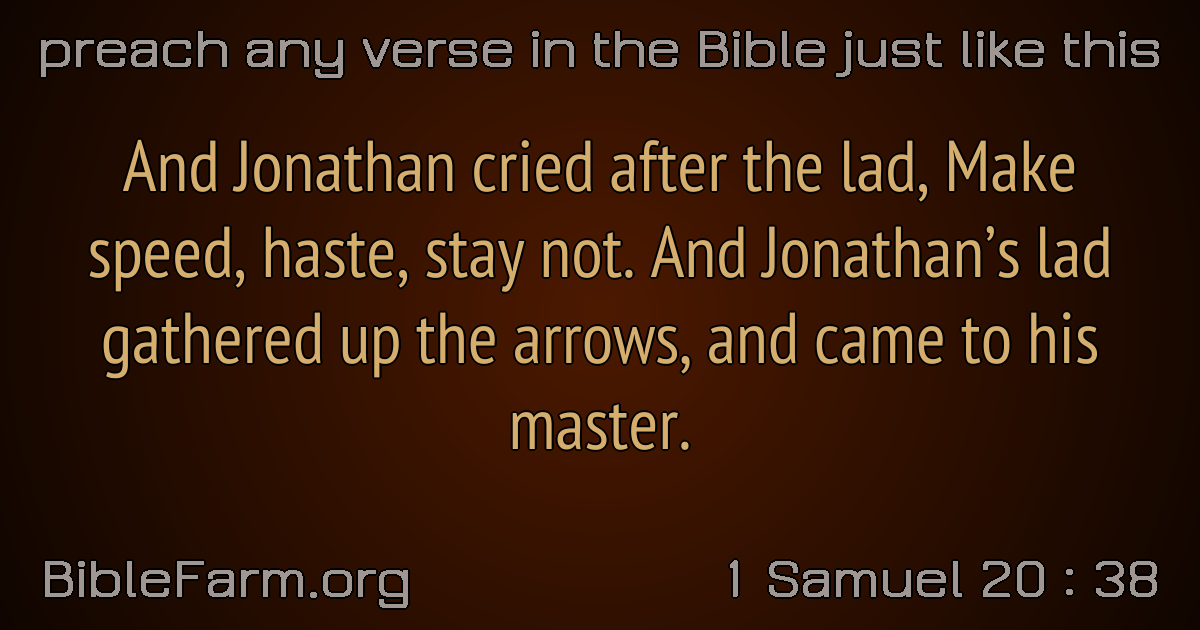 preach any verse in the Bible just like this
And Jonathan cried after the lad, Make
speed, haste, stay not. And Jonathan’s lad
gathered up the arrows, and came to his
master.
BibleFarm.org
1 Samuel 20 : 38